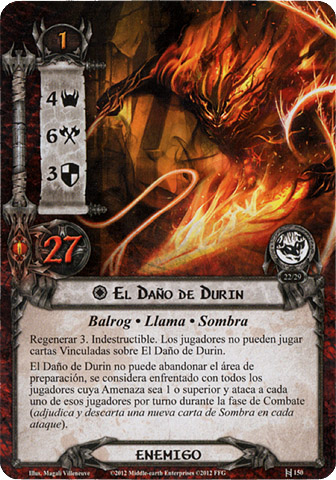 1
4
6
3
27
22/29
El Daño de Durin
Balrog • Llama • Sombra
Regenerar 3. Indestructible. Los jugadores no pueden jugar
cartas Vinculadas sobre El Daño de Durin.
El Daño de Durin no puede abandonar el área de
preparación, se considera enfrentado con todos los
jugadores cuya Amenaza sea 1 o superior y ataca a cada
uno de esos jugadores por turno durante la fase de Combate
(adjudica y descarta una nueva carta de Sombra en cada
ataque).
ENEMIGO
Illus. Magali Villeneuve ©2012 Middle-earth Enterprises ©2012 FFG 150